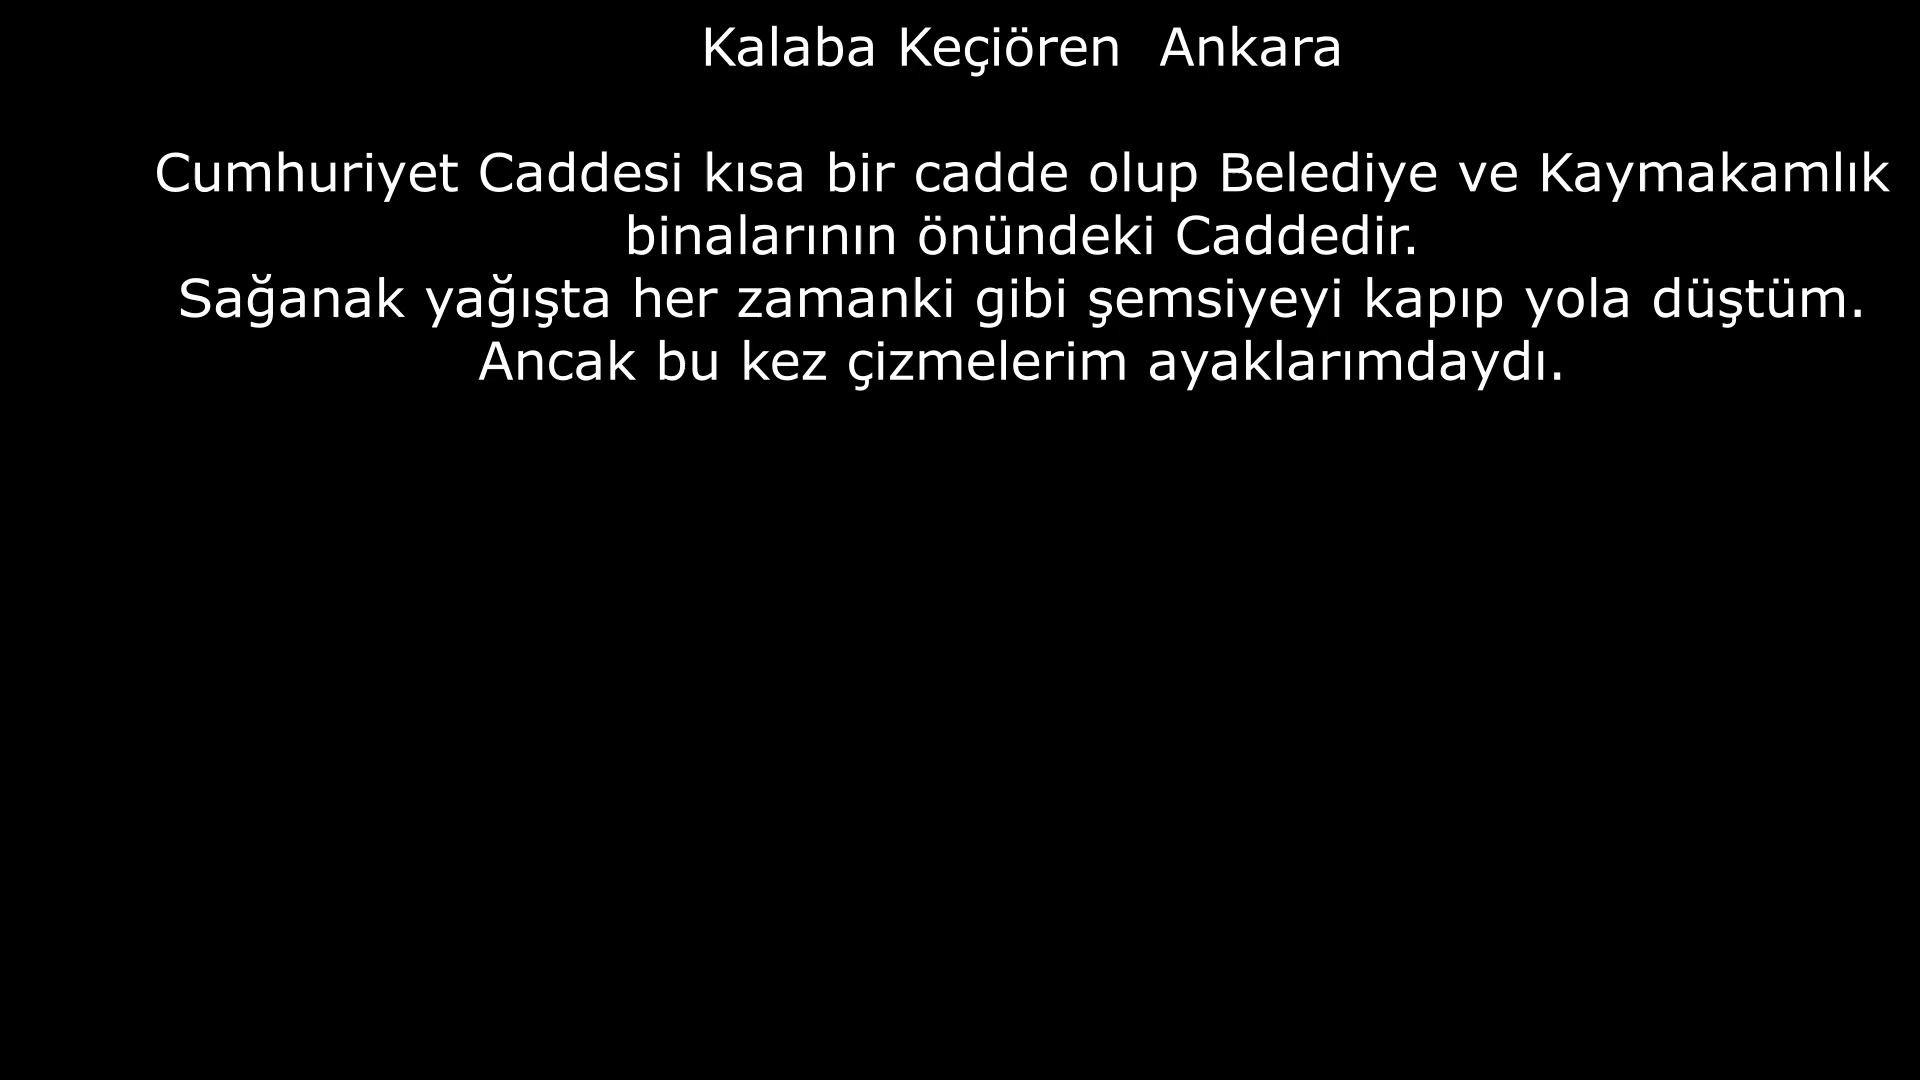 Kalaba Keçiören  Ankara
Cumhuriyet Caddesi kısa bir cadde olup Belediye ve Kaymakamlık
binalarının önündeki Caddedir.
Sağanak yağışta her zamanki gibi şemsiyeyi kapıp yola düştüm.
Ancak bu kez çizmelerim ayaklarımdaydı.